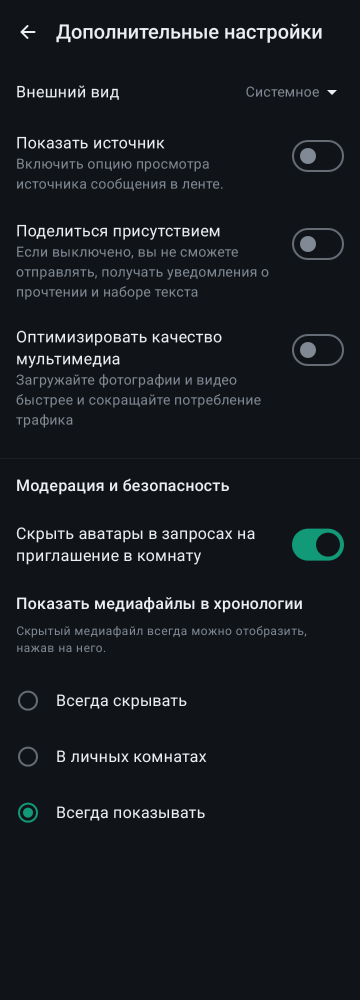 Дополнительные настройки
Внешний вид
Системное
Показать источник
Включить опцию просмотра
источника сообщения в ленте.
Поделиться присутствием
Если выключено, вы не сможете
отправлять, получать уведомления о
прочтении и наборе текста
Оптимизировать качество
мультимедиа
Загружайте фотографии и видео
быстрее и сокращайте потребление
трафика
Модерация и безопасность
Скрыть аватары в запросах на
приглашение в комнату
Показать медиафайлы в хронологии
Скрытый медиафайл всегда можно отобразить,
нажав на него.
Всегда скрывать
В личных комнатах
Всегда показывать